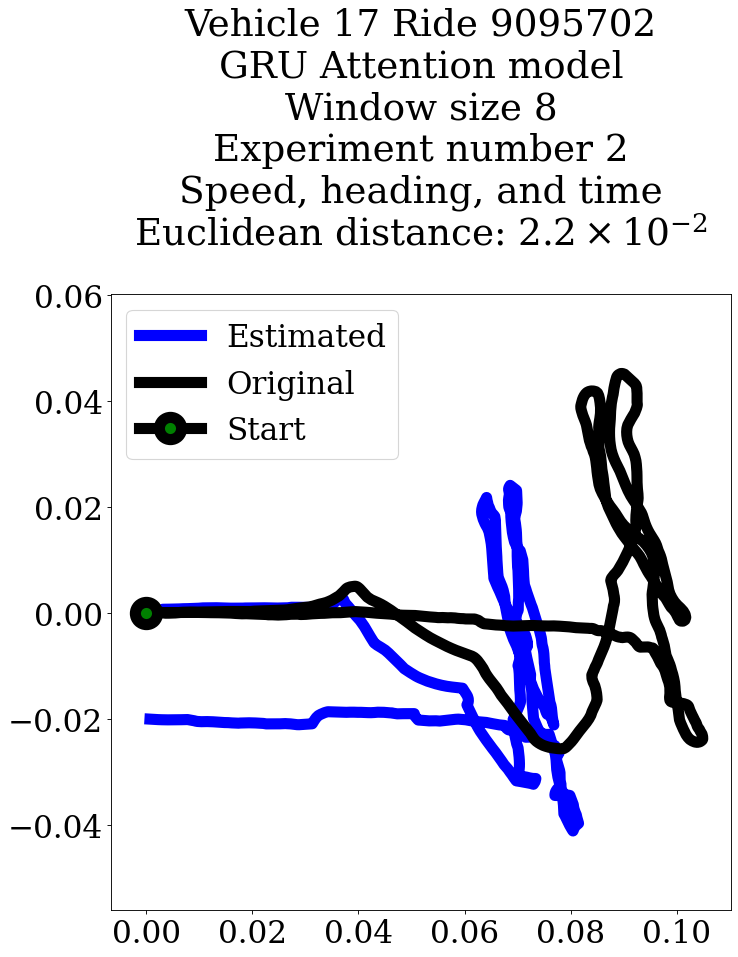 Vehicle 17 Ride 9095702
GRU Attention model
Window size 8
Experiment number 2
Speed, heading, and time
Euclidean distance: 2.2 × 10⁻²
0.06
0.04
0.02
0.00
−0.02
−0.04
Estimated
Original
Start
0.00 0.02 0.04 0.06 0.08 0.10